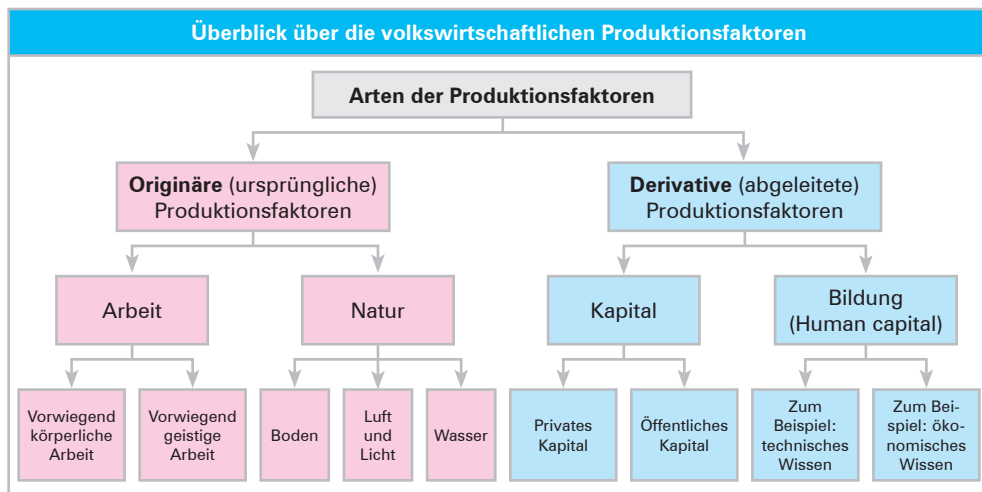 Überblick über die volkswirtschaftlichen Produktionsfaktoren
Arten der Produktionsfaktoren
Originäre (ursprüngliche)
Produktionsfaktoren
Derivative (abgeleitete)
Produktionsfaktoren
Arbeit
Natur
Kapital
Bildung
(Human capital)
Vorwiegend
körperliche
Arbeit
Vorwiegend
geistige
Arbeit
Boden
Luft
und
Licht
Wasser
Privates
Kapital
Öffentliches
Kapital
Zum
Beispiel:
technisches
Wissen
Zum Bei-
spiel: öko-
nomisches
Wissen